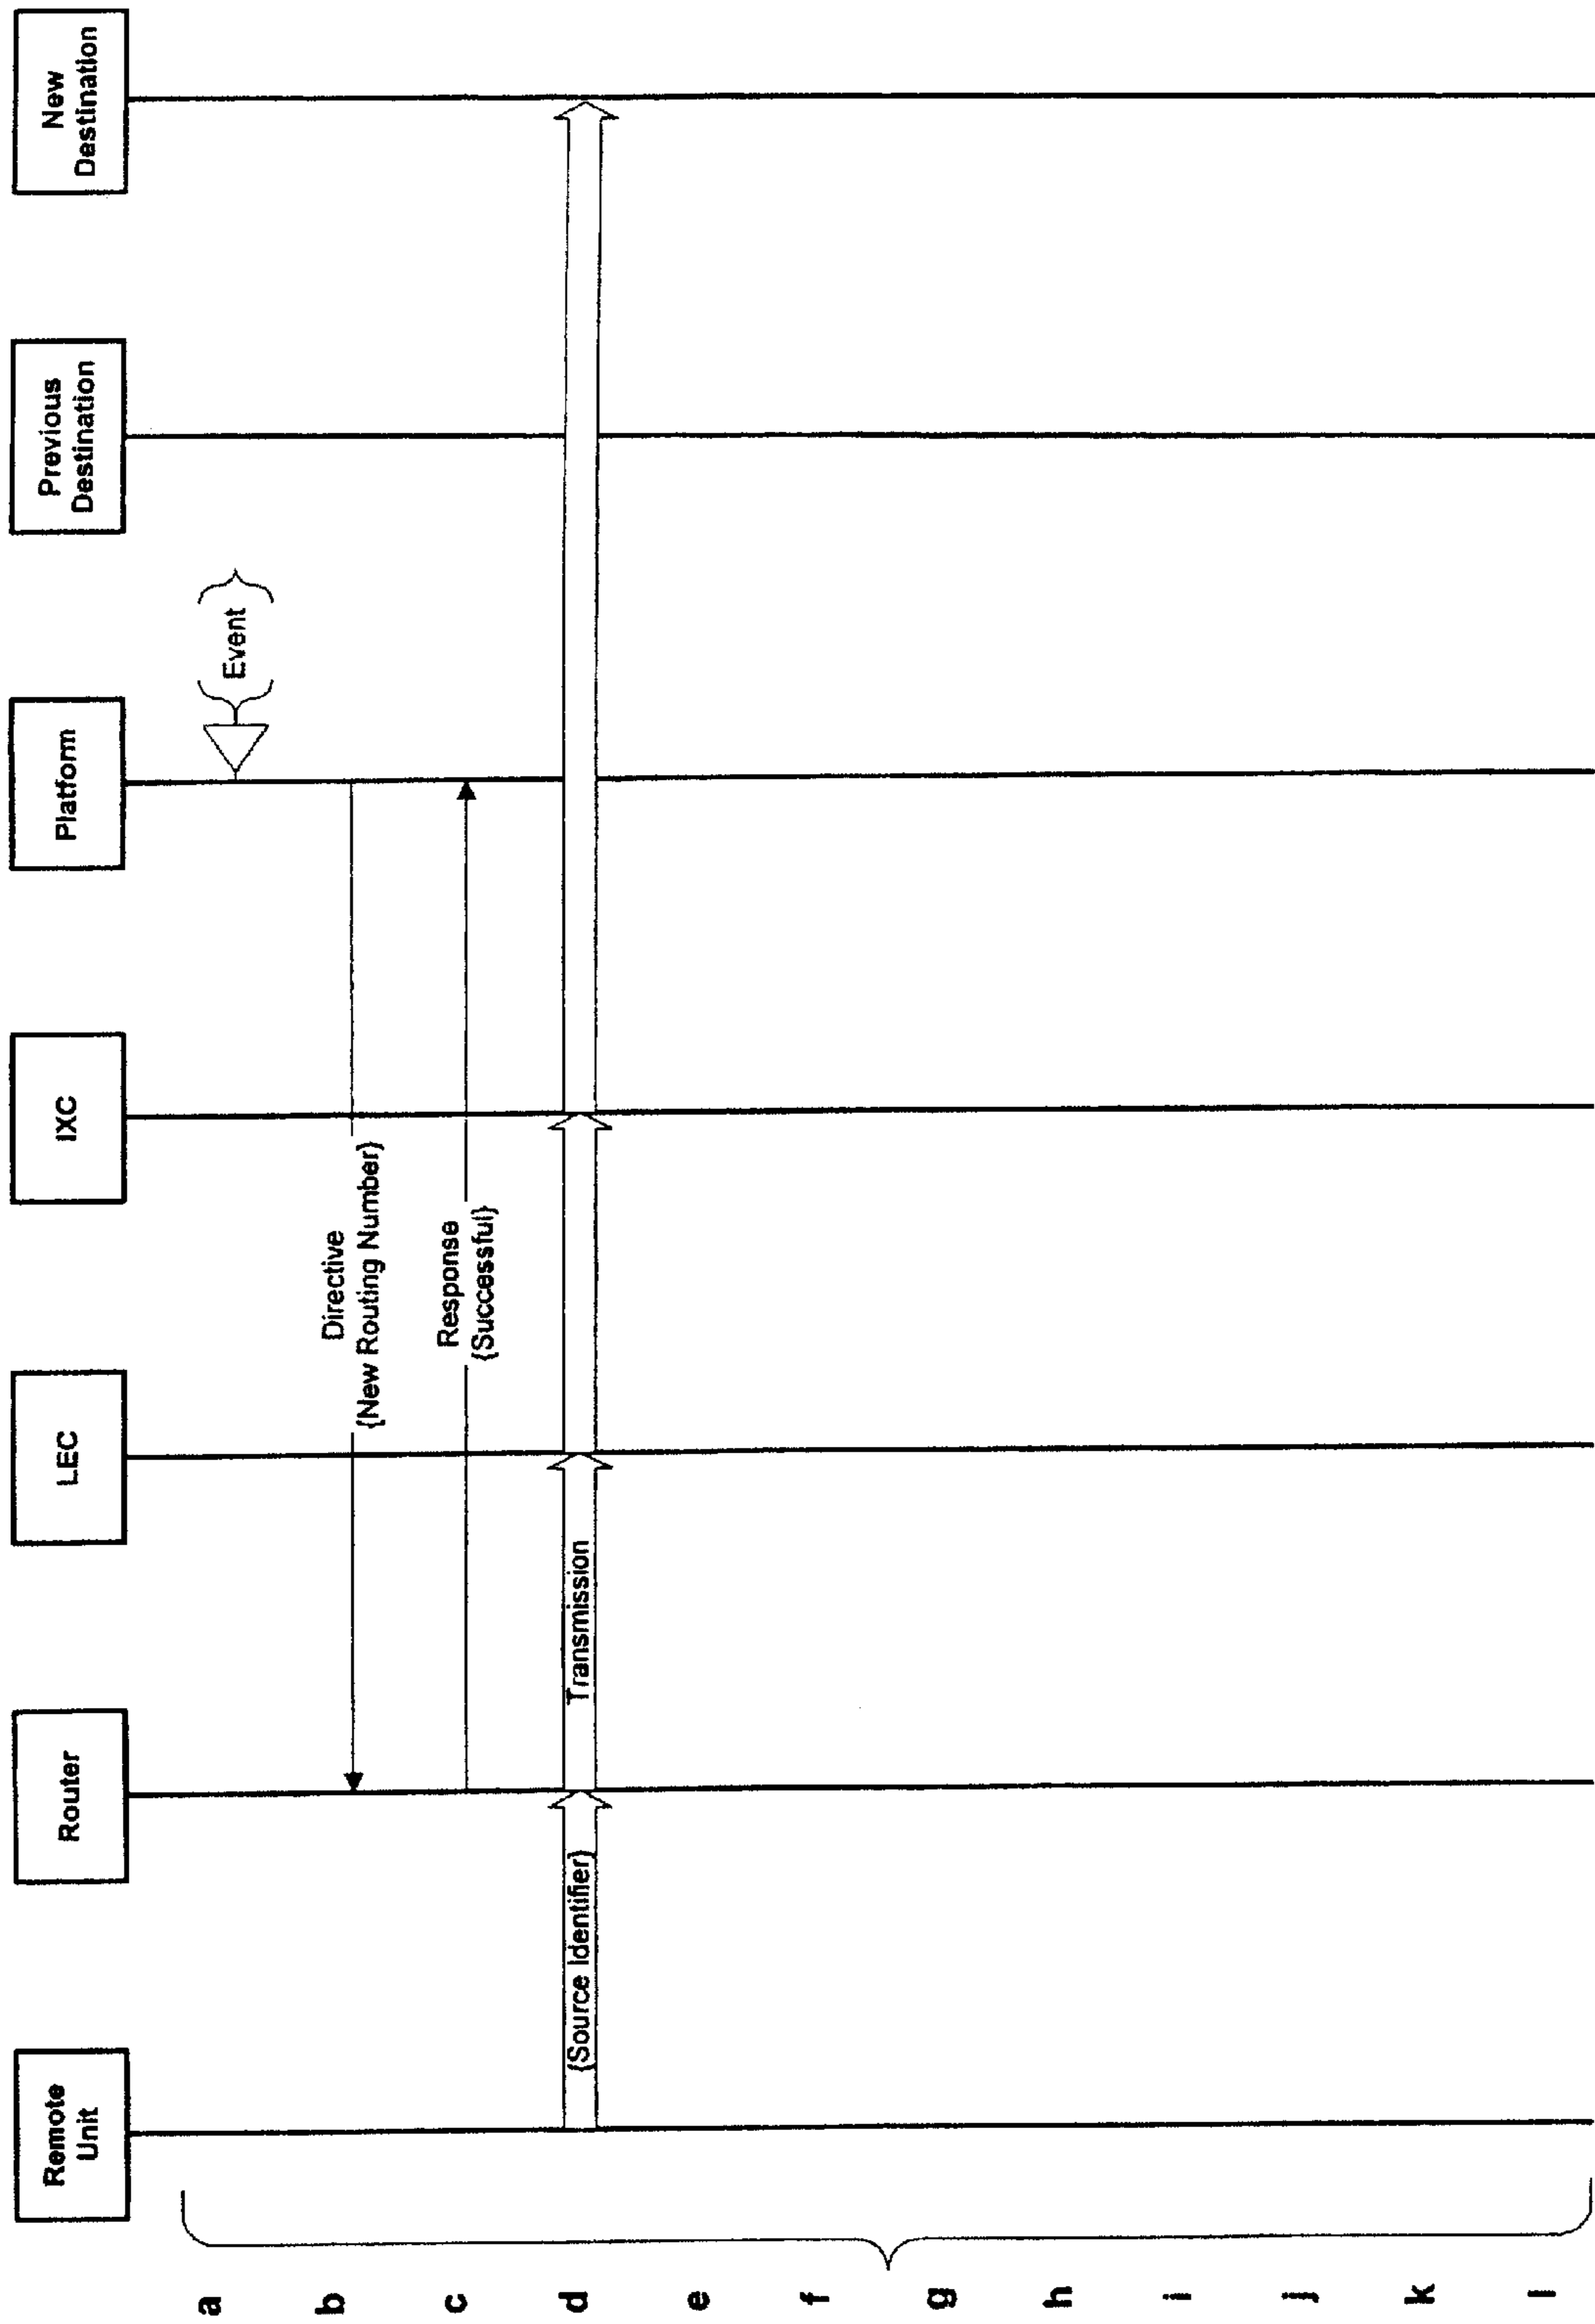 Remote
Unit
Router
LEC
IXC
Platform
Previous
Destination
New
Destination
a
{Event}
b
Directive
{New Routing Number}
c
Response
{Successful}
d
{Source Identifier}
Transmission
e
f
g
h
i
j
k
l